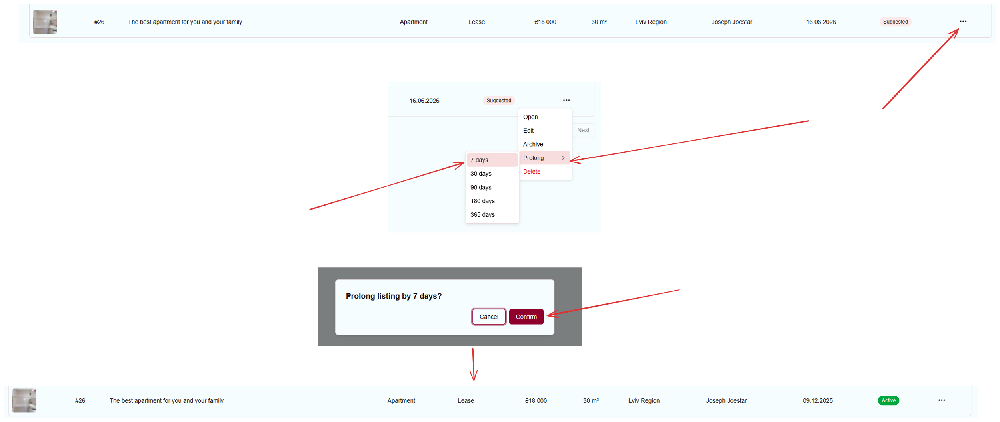 #26 The best apartment for you and your family Apartment Lease ₴18 000 30 m² Lviv Region Joseph Joestar 16.06.2026 Suggested
16.06.2026 Suggested
Open
Edit
Next
Archive
Prolong
7 days
Delete
30 days
90 days
180 days
365 days
Prolong listing by 7 days?
Cancel Confirm
#26 The best apartment for you and your family Apartment Lease ₴18 000 30 m² Lviv Region Joseph Joestar 09.12.2025 Active